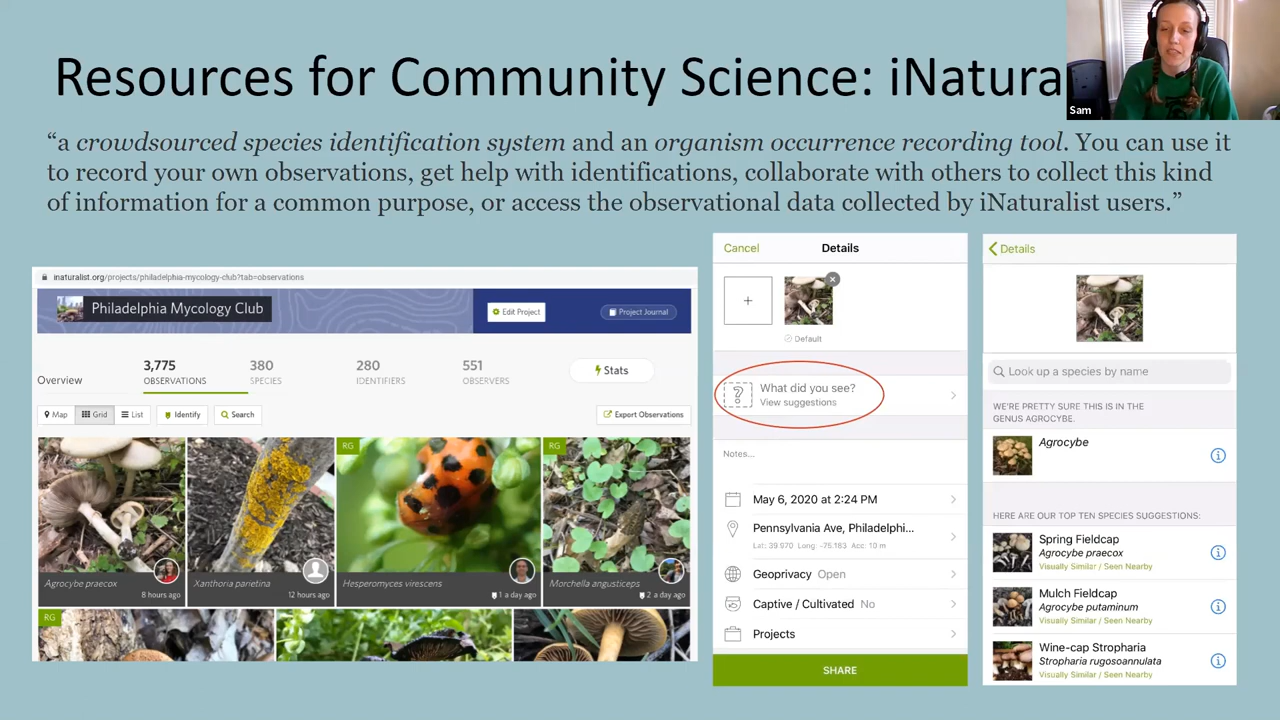 Resources for Community Science: iNatura
Sam
“a crowdsourced species identification system and an organism occurrence recording tool. You can use it
to record your own observations, get help with identifications, collaborate with others to collect this kind
of information for a common purpose, or access the observational data collected by iNaturalist users.”
inaturalist.org/projects/philadelphia-mycology-club?tab=observations
Philadelphia Mycology Club
Edit Project
Project Journal
Overview
3,775
OBSERVATIONS
380
SPECIES
280
IDENTIFIERS
551
OBSERVERS
Stats
Map
Grid
List
Identify
Search
Export Observations
Agrocybe praecox
8 hours ago
Xanthoria parietina
12 hours ago
RG
Hesperomyces virescens
1 a day ago
RG
Morchella angusticeps
2 a day ago
RG
Cancel
Details
+
Default
?
What did you see?
View suggestions
Notes...
May 6, 2020 at 2:24 PM
Pennsylvania Ave, Philadelphi...
Lat: 39.970 Long: -75.183 Acc: 10 m
Geoprivacy Open
Captive / Cultivated No
Projects
SHARE
Details
Look up a species by name
WE'RE PRETTY SURE THIS IS IN THE
GENUS AGROCYBE.
Agrocybe
HERE ARE OUR TOP TEN SPECIES SUGGESTIONS:
Spring Fieldcap
Agrocybe praecox
Visually Similar / Seen Nearby
Mulch Fieldcap
Agrocybe putaminum
Visually Similar / Seen Nearby
Wine-cap Stropharia
Stropharia rugosoannulata
Visually Similar / Seen Nearby